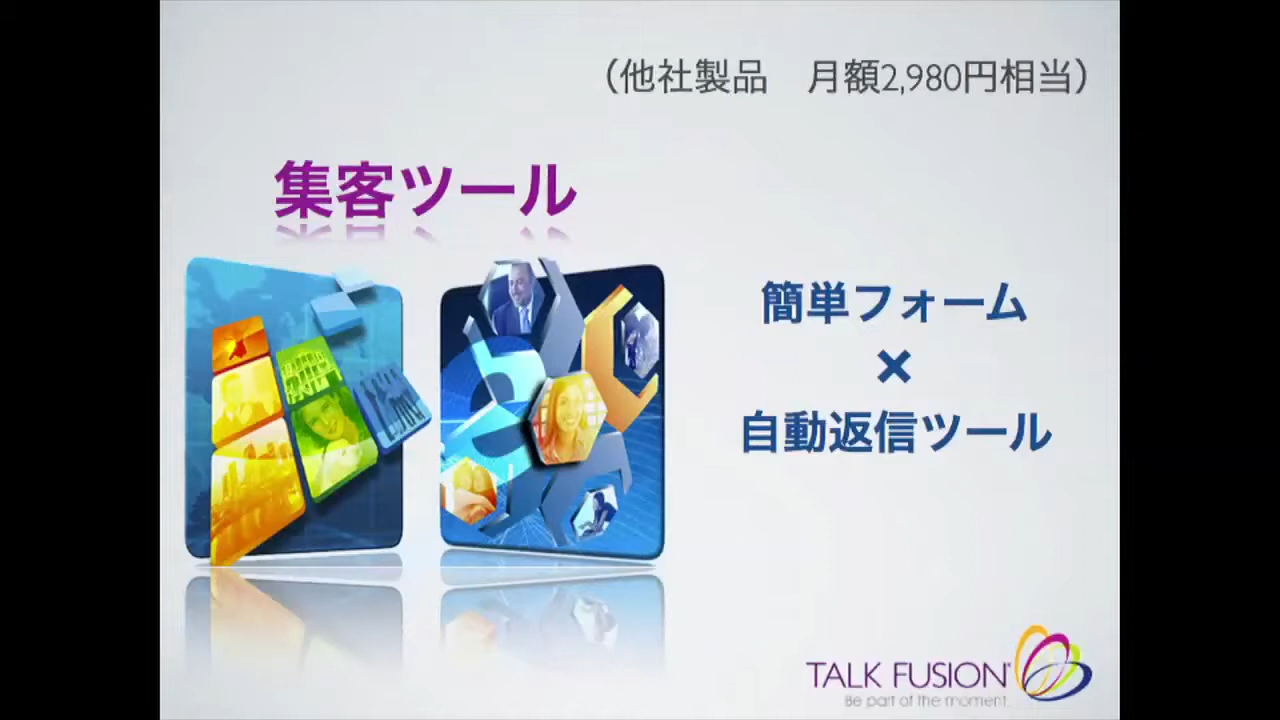 （他社製品　月額2,980円相当）
集客ツール
簡単フォーム
×
自動返信ツール
TALK FUSION
Be part of the moment.